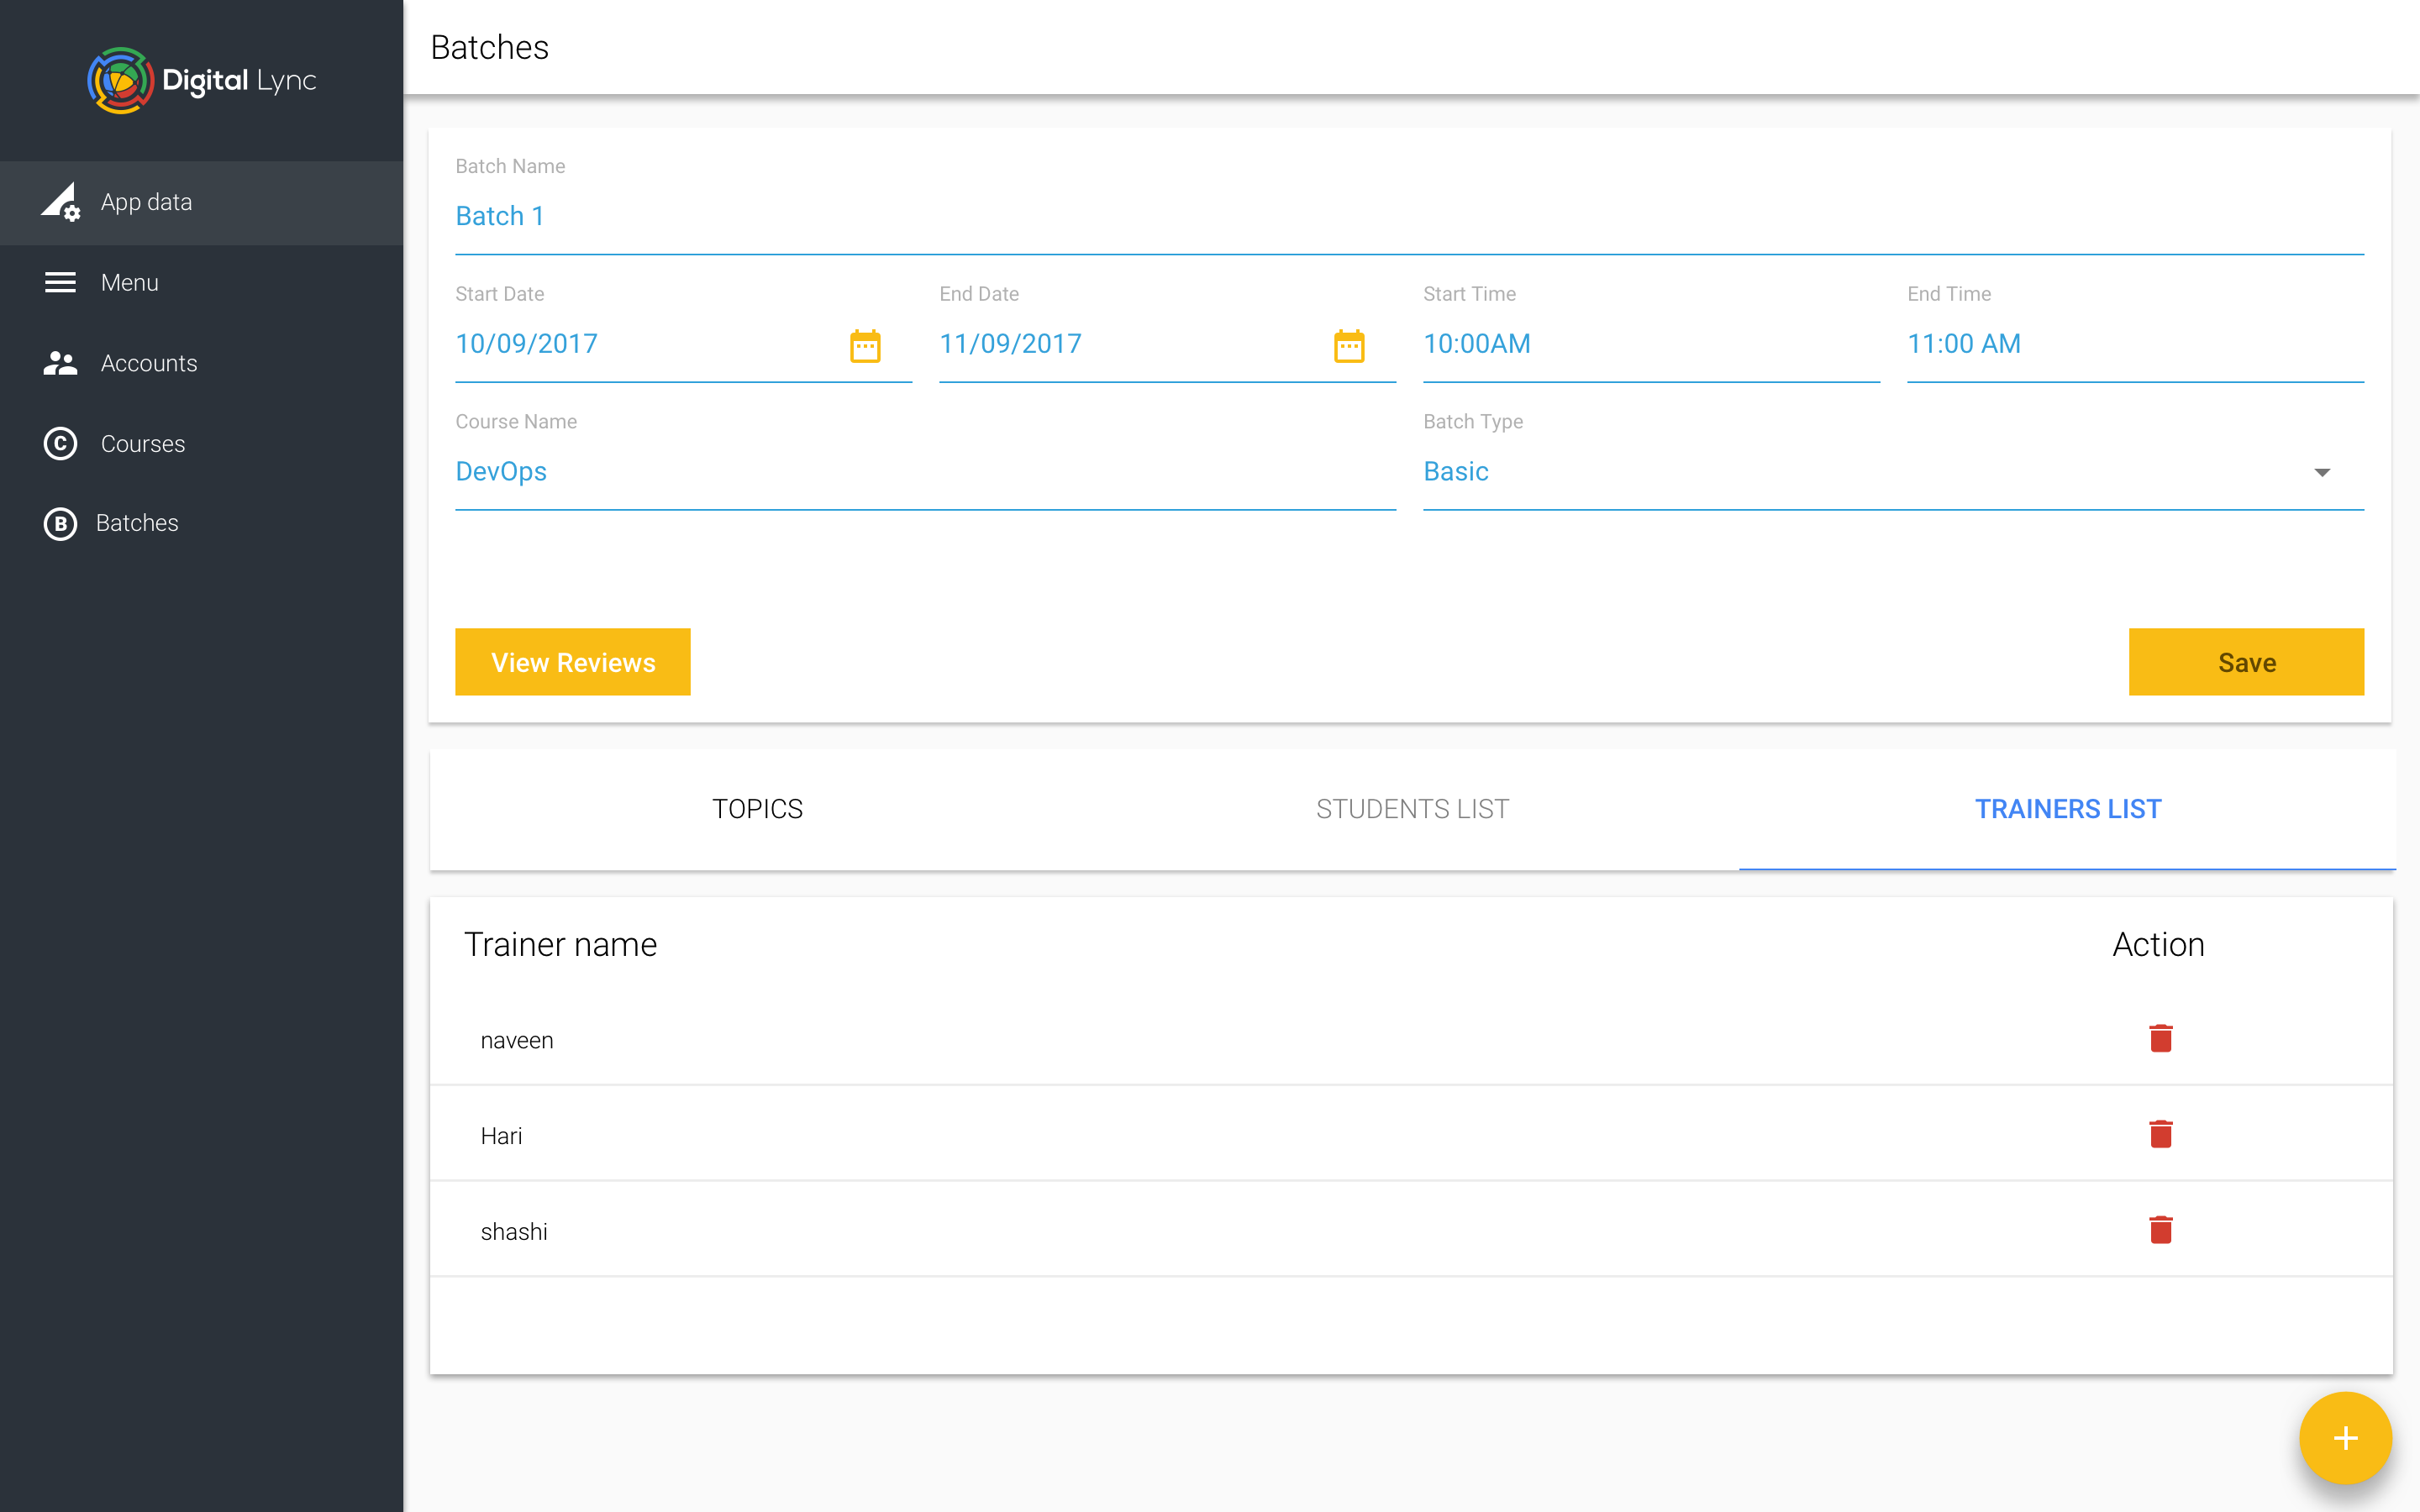 Digital Lync
Batches
App data
Menu
Accounts
C Courses
B Batches
Batch Name
Batch 1
Start Date End Date Start Time End Time
10/09/2017 11/09/2017 10:00AM 11:00 AM
Course Name Batch Type
DevOps Basic
View Reviews Save
TOPICS STUDENTS LIST TRAINERS LIST
Trainer name Action
naveen
Hari
shashi
+